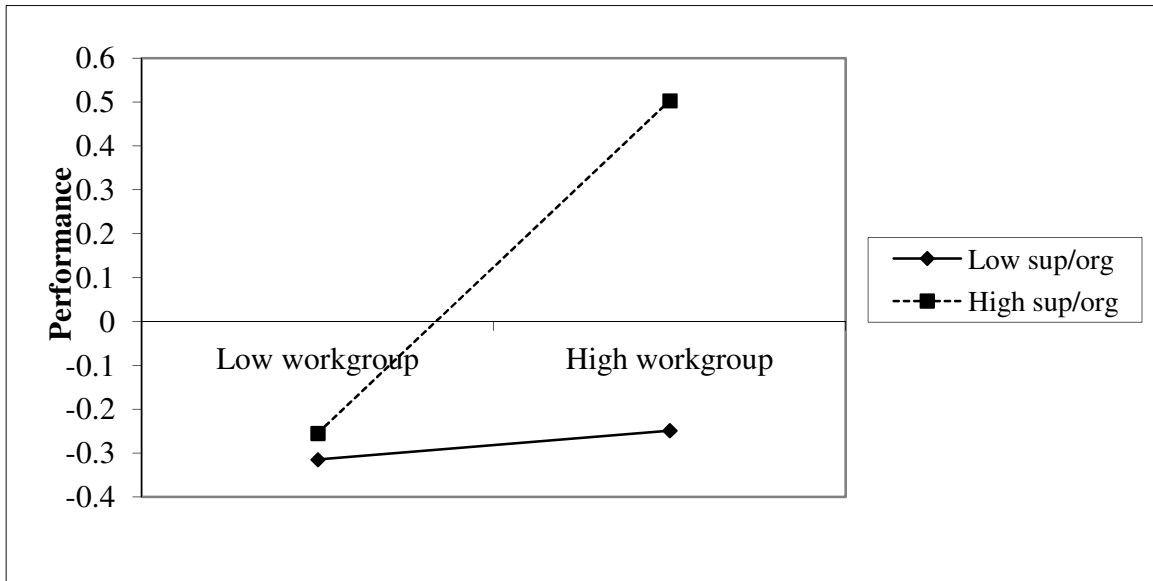 0.6
0.5
0.4
0.3
0.2
0.1
0
-0.1
-0.2
-0.3
-0.4
Performance
Low workgroup
High workgroup
Low sup/org
High sup/org